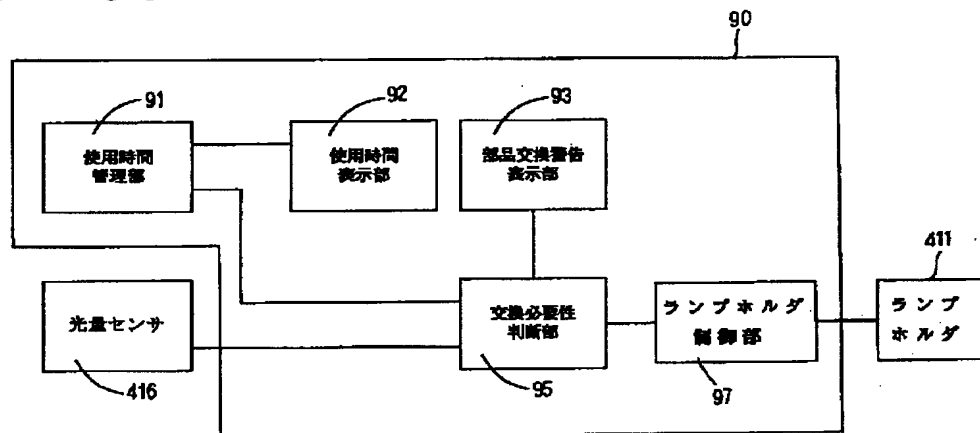 90
91
使用時間
管理部
92
使用時間
表示部
93
部品交換警告
表示部
光量センサ
416
交換必要性
判断部
95
ランプホルダ
制御部
97
411
ランプ
ホルダ